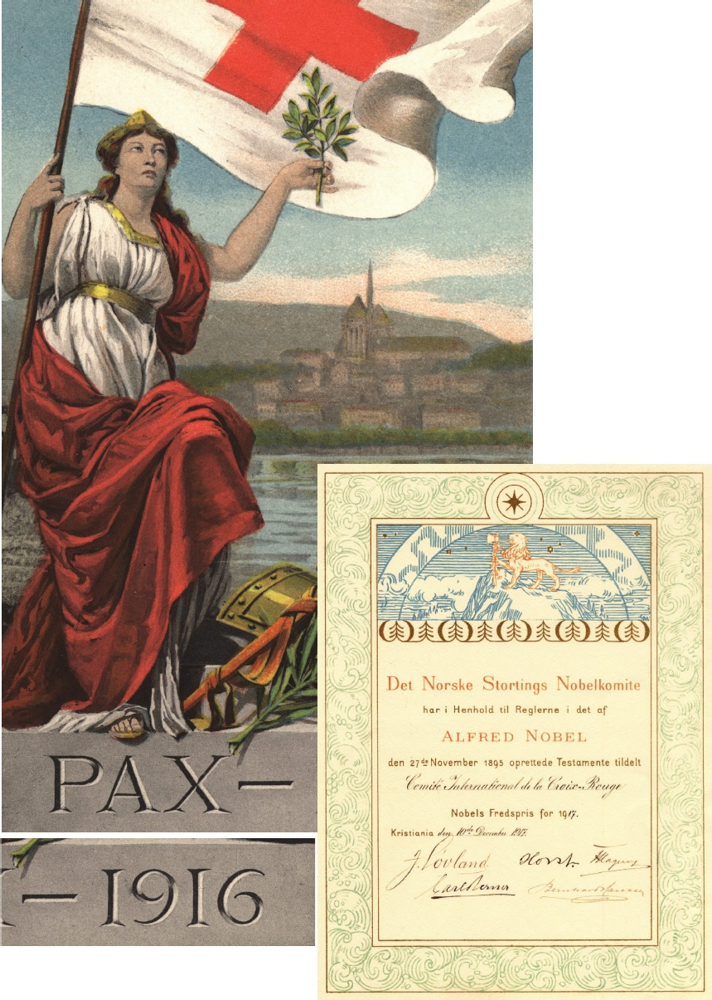 PAX–
–1916
Det Norske Stortings Nobelkomite
har i Henhold til Reglerne i det af
ALFRED NOBEL
den 27de November 1895 oprettede Testamente tildelt
Comité International de la Croix-Rouge
Nobels Fredspris for 1917.
Kristiania den 10de December 1917.
J. Løvland Horst F Hagerup
Carl Berner Bernhard Hanssen